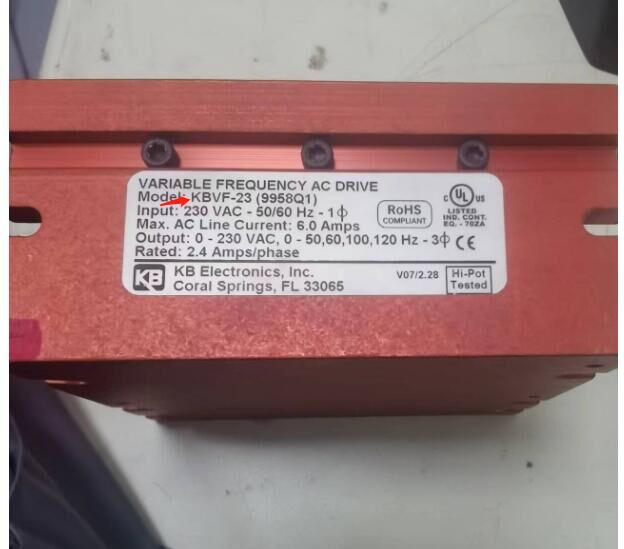 VARIABLE FREQUENCY AC DRIVE
Model: KBVF-23 (9958Q1)
Input: 230 VAC - 50/60 Hz - 1ϕ
Max. AC Line Current: 6.0 Amps
Output: 0 - 230 VAC, 0 - 50,60,100,120 Hz - 3ϕ
Rated: 2.4 Amps/phase
RoHS
COMPLIANT
C UL US
LISTED
IND. CONT.
EQ. - 702A
CE
KB
KB Electronics, Inc.
Coral Springs, FL 33065
V07/2.28
Hi-Pot
Tested